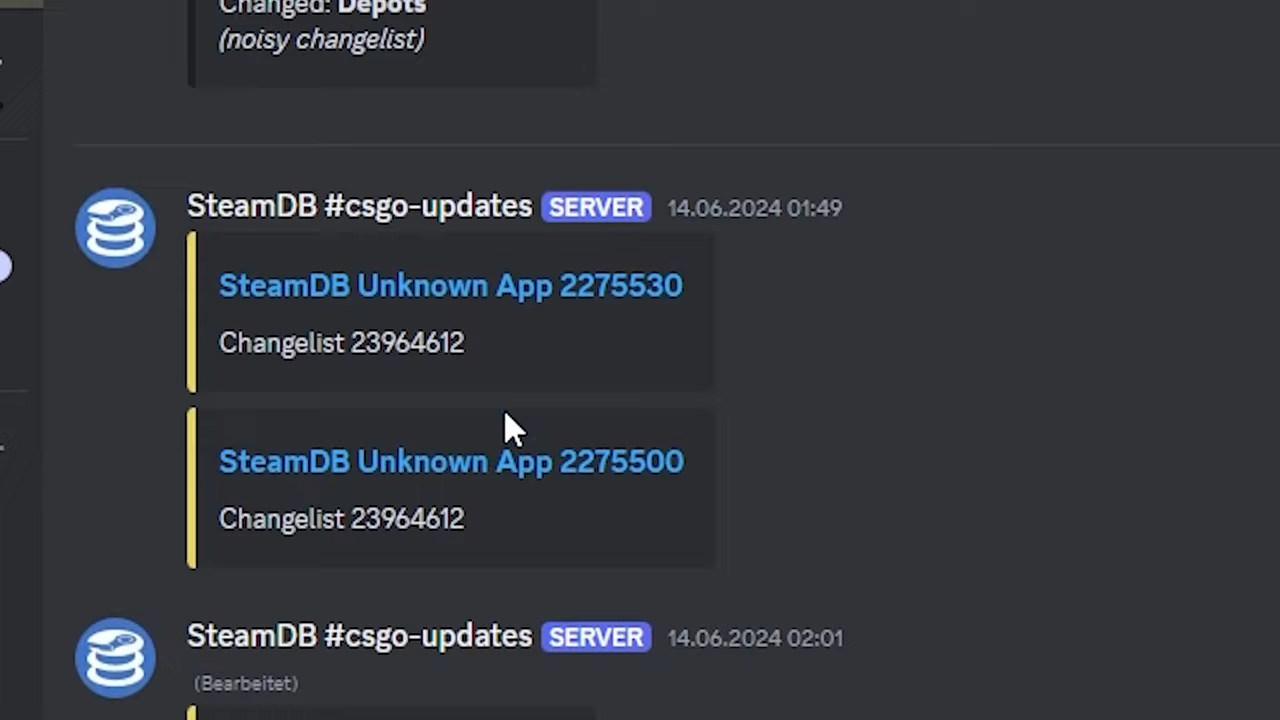 Changed: Depots
(noisy changelist)
SteamDB #csgo-updates SERVER 14.06.2024 01:49
SteamDB Unknown App 2275530
Changelist 23964612
SteamDB Unknown App 2275500
Changelist 23964612
SteamDB #csgo-updates SERVER 14.06.2024 02:01
(Bearbeitet)